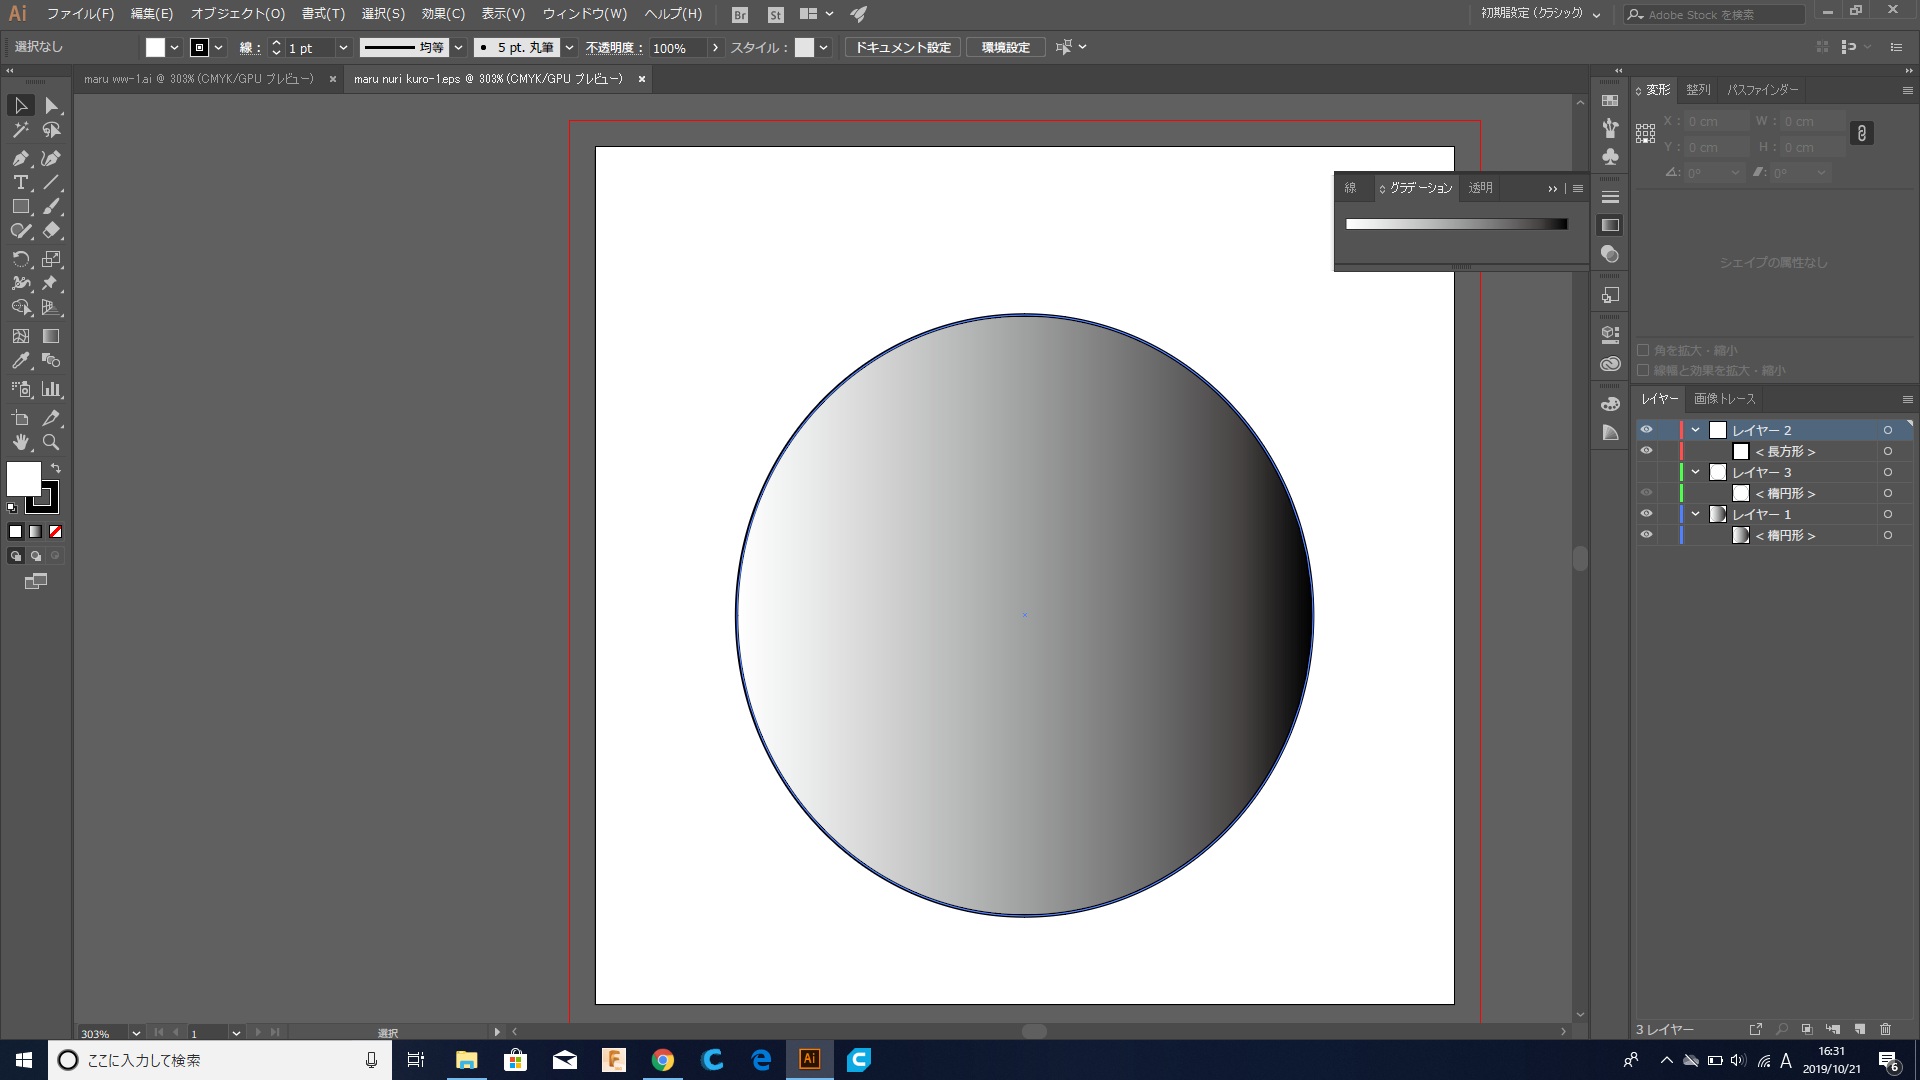 Ai ファイル(F) 編集(E) オブジェクト(O) 書式(T) 選択(S) 効果(C) 表示(V) ウィンドウ(W) ヘルプ(H) Br St 初期設定 (クラシック) Adobe Stock を検索
選択なし 線： 1 pt 均等 5 pt. 丸筆 不透明度： 100% スタイル： ドキュメント設定 環境設定
maru ww-1.ai @ 303% (CMYK/GPU プレビュー) × maru nuri kuro-1.eps @ 303% (CMYK/GPU プレビュー) ×
変形 整列 パスファインダー
X： 0 cm W： 0 cm
Y： 0 cm H： 0 cm
0° 0°
線 グラデーション 透明
シェイプの属性なし
角を拡大・縮小
線幅と効果を拡大・縮小
レイヤー 画像トレース
レイヤー 2
< 長方形 >
レイヤー 3
< 楕円形 >
レイヤー 1
< 楕円形 >
303% 1 選択
3 レイヤー
ここに入力して検索
Ai
A
16:31
2019/10/21
6